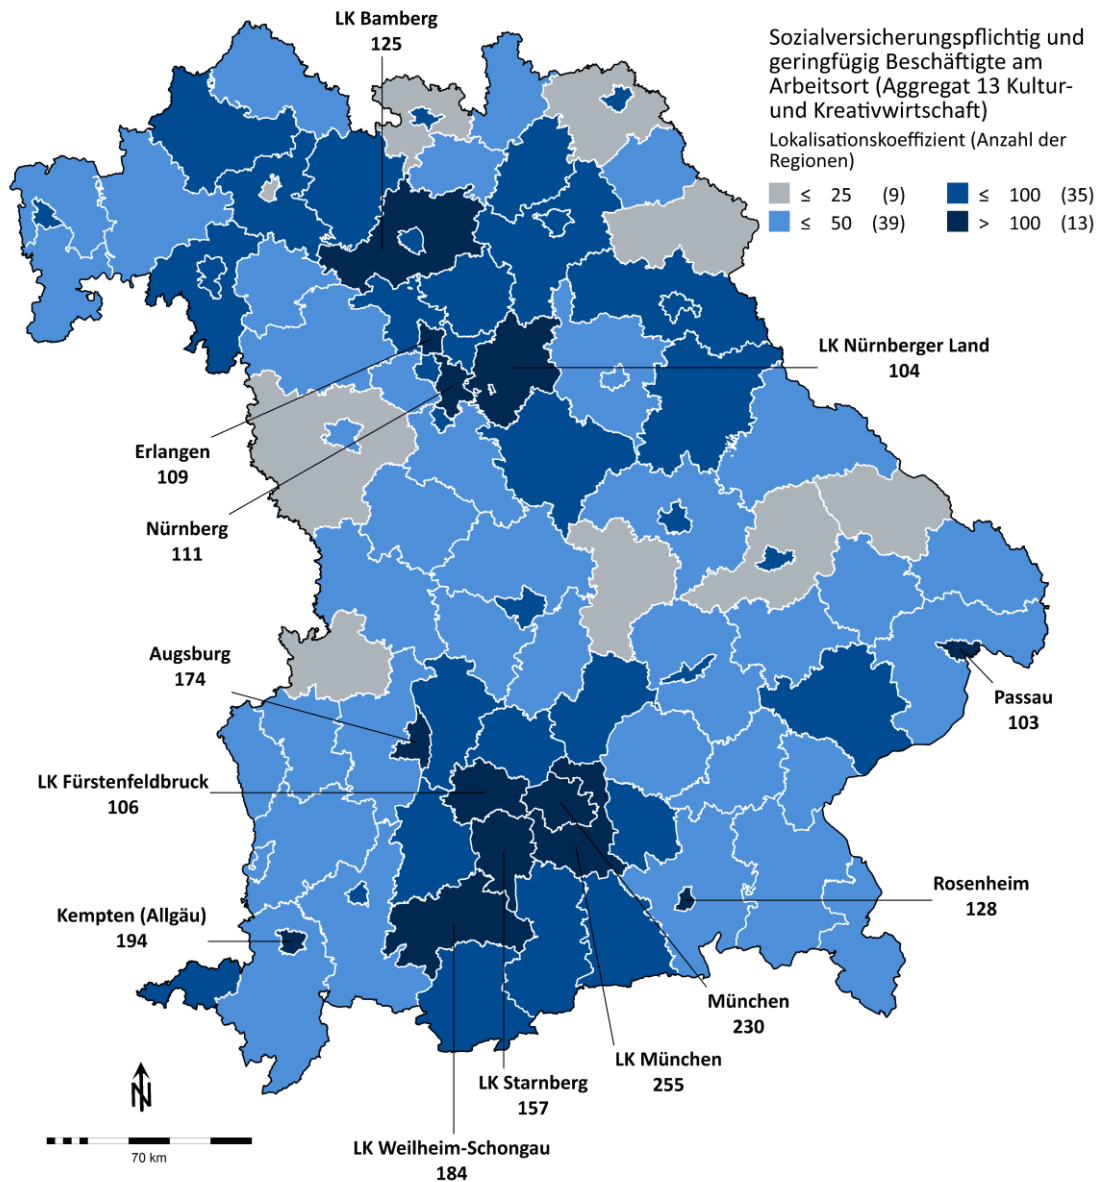 LK Bamberg
125
Sozialversicherungspflichtig und
geringfügig Beschäftigte am
Arbeitsort (Aggregat 13 Kultur-
und Kreativwirtschaft)
Lokalisationskoeffizient (Anzahl der
Regionen)
≤ 25 (9)
≤ 100 (35)
≤ 50 (39)
> 100 (13)
LK Nürnberger Land
104
Erlangen
109
Nürnberg
111
Augsburg
174
Passau
103
LK Fürstenfeldbruck
106
Rosenheim
128
Kempten (Allgäu)
194
München
230
LK München
255
LK Starnberg
157
LK Weilheim-Schongau
184
N
70 km